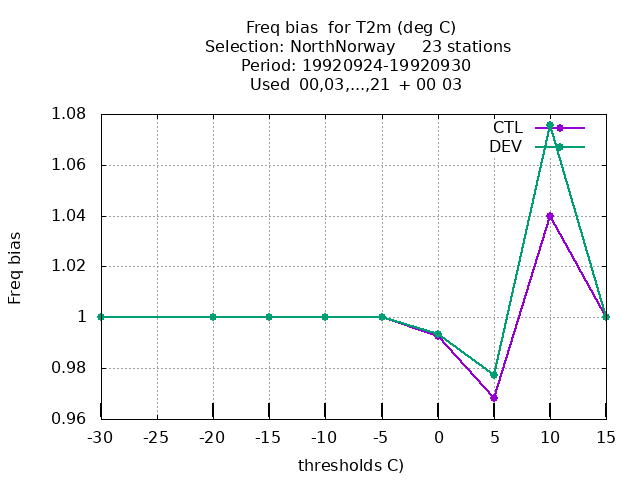 Freq bias  for T2m (deg C)
Selection: NorthNorway     23 stations
Period: 19920924-19920930
Used  00,03,...,21  + 00 03
1.08
1.06
1.04
1.02
1
0.98
0.96
Freq bias
CTL
DEV
-30 -25 -20 -15 -10 -5 0 5 10 15
thresholds C)